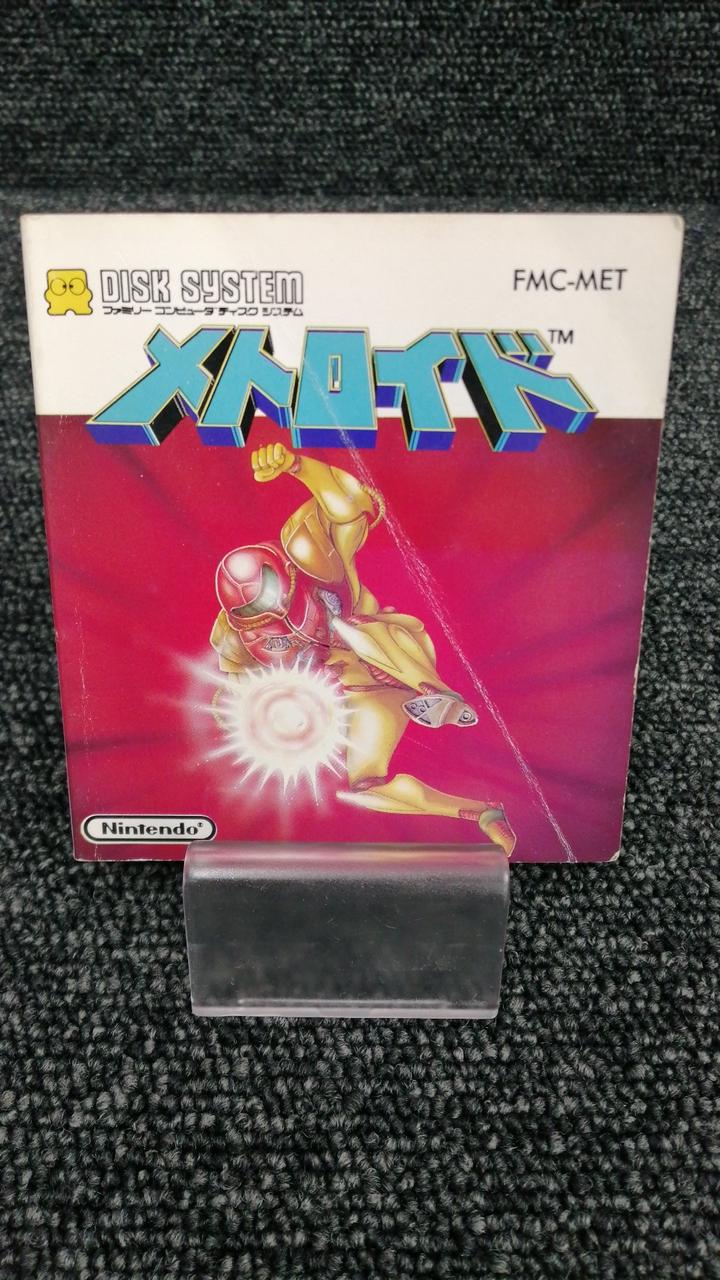 DISK SYSTEM
ファミリー コンピュータ ディスク システム
FMC-MET
メトロイド™
Nintendo®